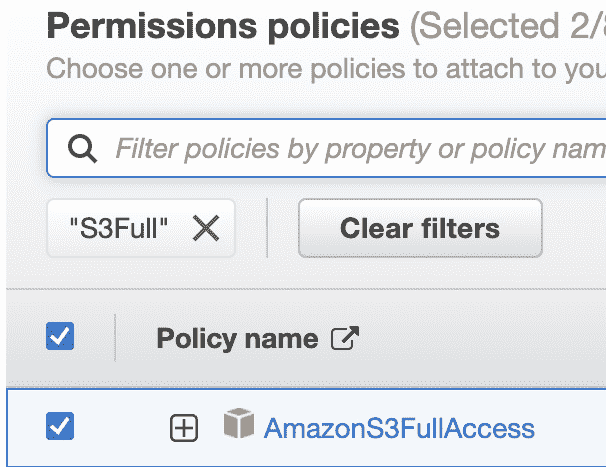 Permissions policies (Selected 2/
Choose one or more policies to attach to you
Filter policies by property or policy nam
"S3Full" Clear filters
Policy name
AmazonS3FullAccess